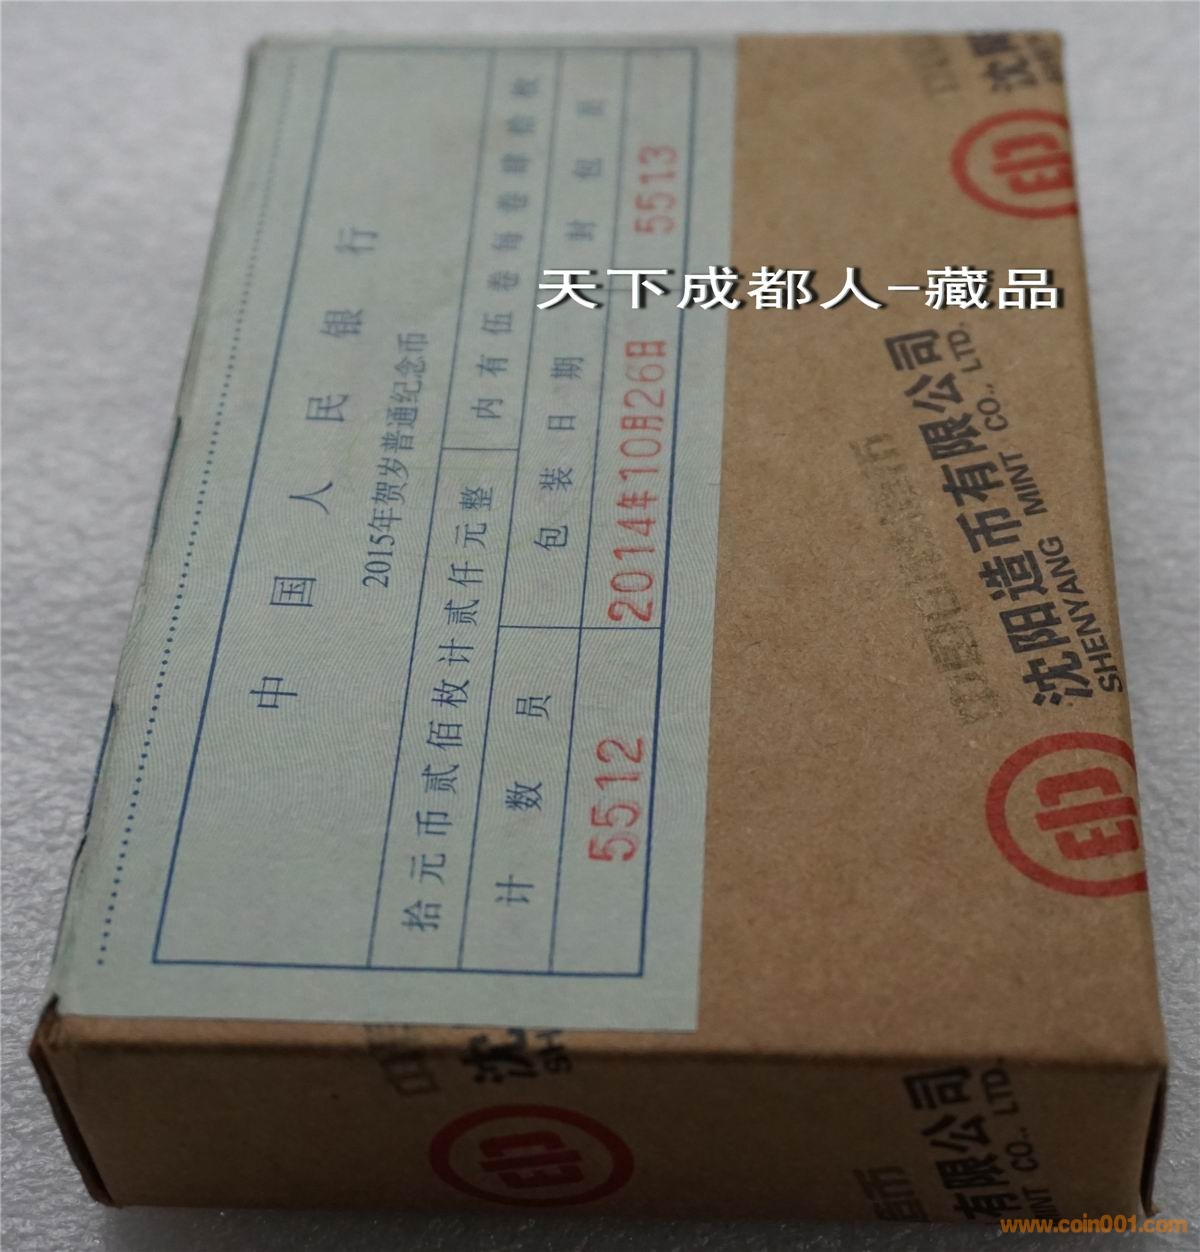 中国人民银行
2015年贺岁普通纪念币
拾元币贰佰枚计贰仟元整
内有伍卷每卷肆拾枚
计数员
包装日期
封包员
5512
2014年10月26日
5513
天下成都人-藏品
沈阳造币有限公司
SHENYANG MINT CO., LTD.
沈阳
沈
SH
有限公司
MINT CO., LTD.
www.coin001.com